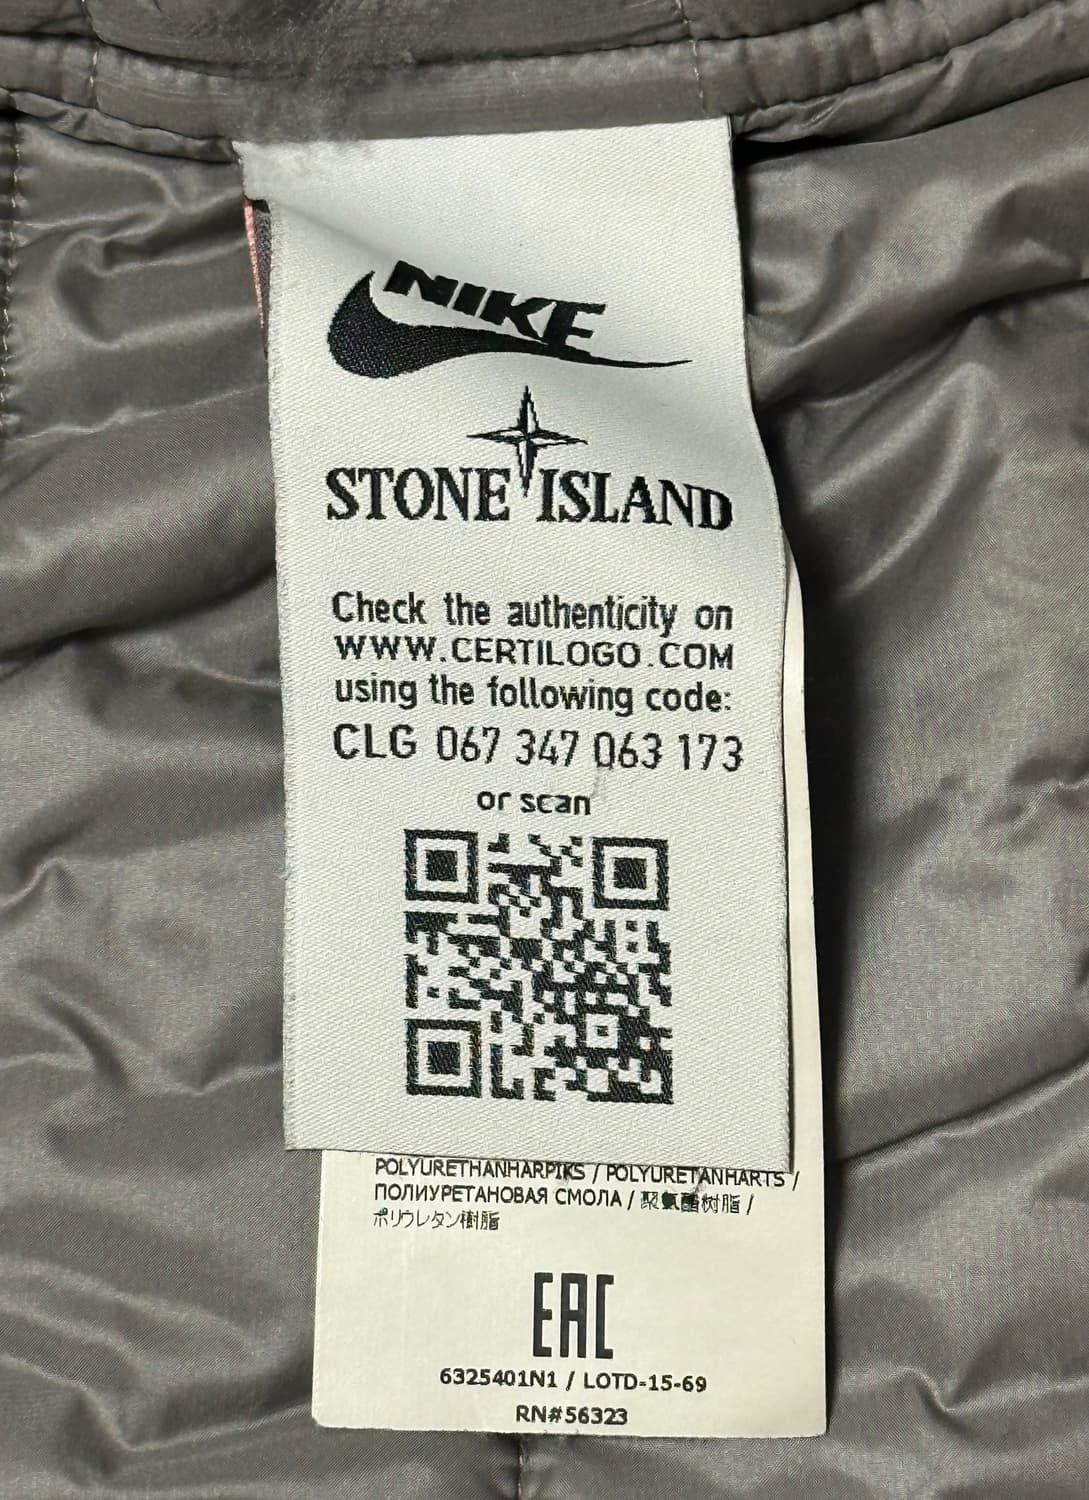 NIKE
STONE ISLAND
Check the authenticity on
WWW.CERTILOGO.COM
using the following code:
CLG 067 347 063 173
or scan
POLYURETHANHARPIKS / POLYURETANHARTS /
ПОЛИУРЕТАНОВАЯ СМОЛА / 聚氨酯树脂 /
ポリウレタン樹脂
EAC
6325401N1 / LOTD-15-69
RN#56323